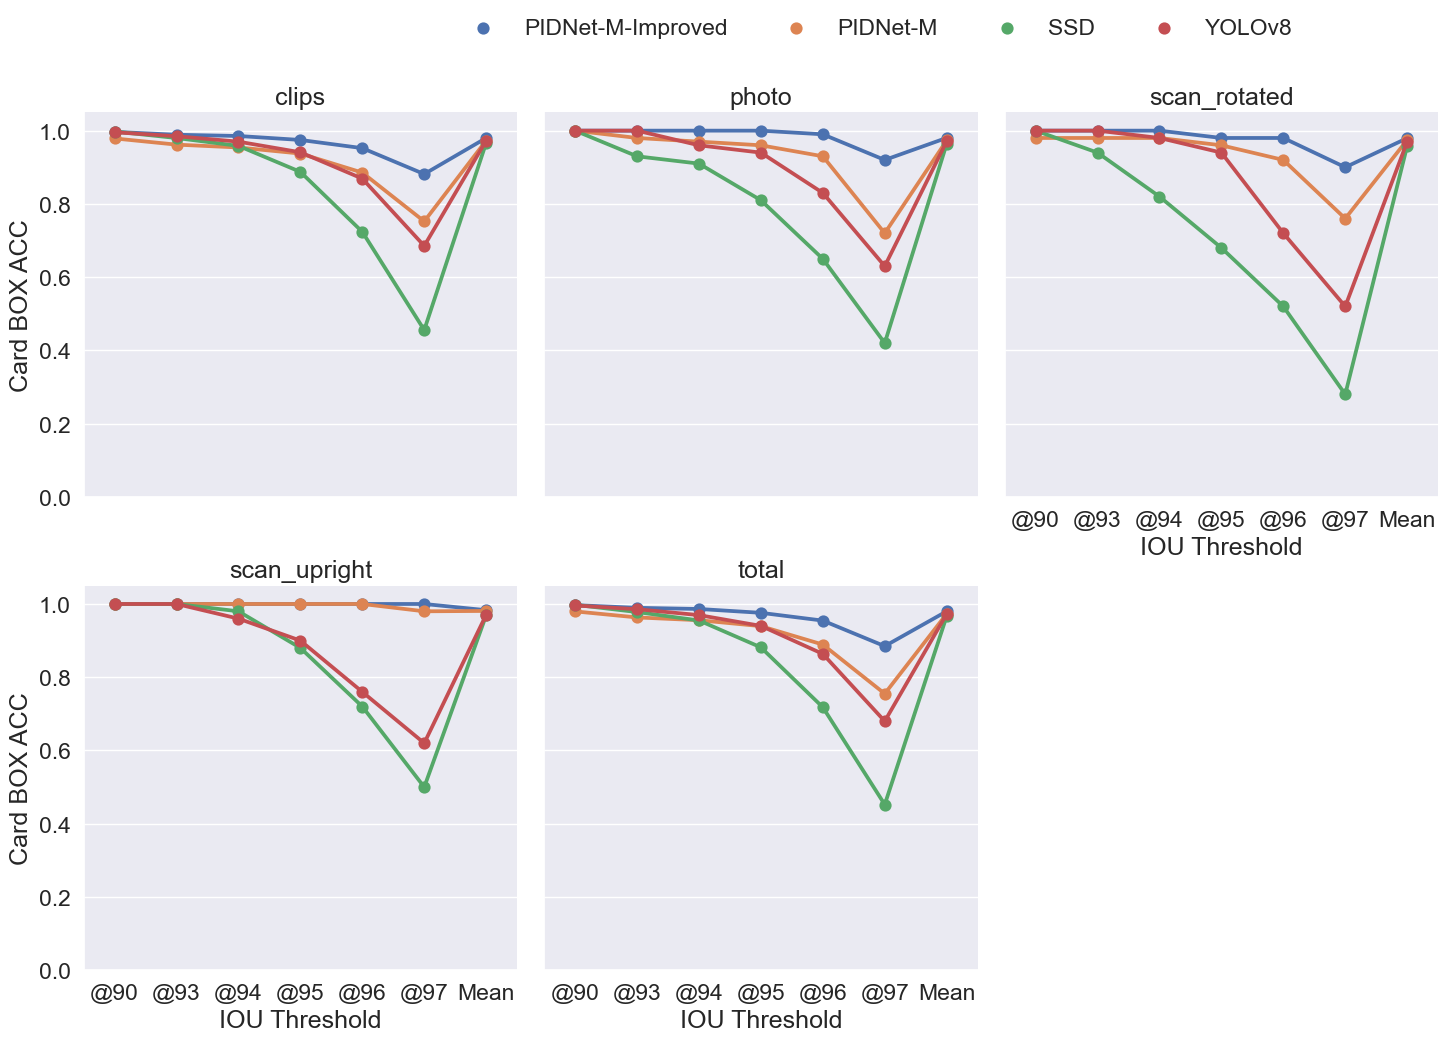 PIDNet-M-Improved PIDNet-M SSD YOLOv8
clips photo scan_rotated
Card BOX ACC
1.0
0.8
0.6
0.4
0.2
0.0
@90 @93 @94 @95 @96 @97 Mean
IOU Threshold
scan_upright total
Card BOX ACC
1.0
0.8
0.6
0.4
0.2
0.0
@90 @93 @94 @95 @96 @97 Mean @90 @93 @94 @95 @96 @97 Mean
IOU Threshold IOU Threshold